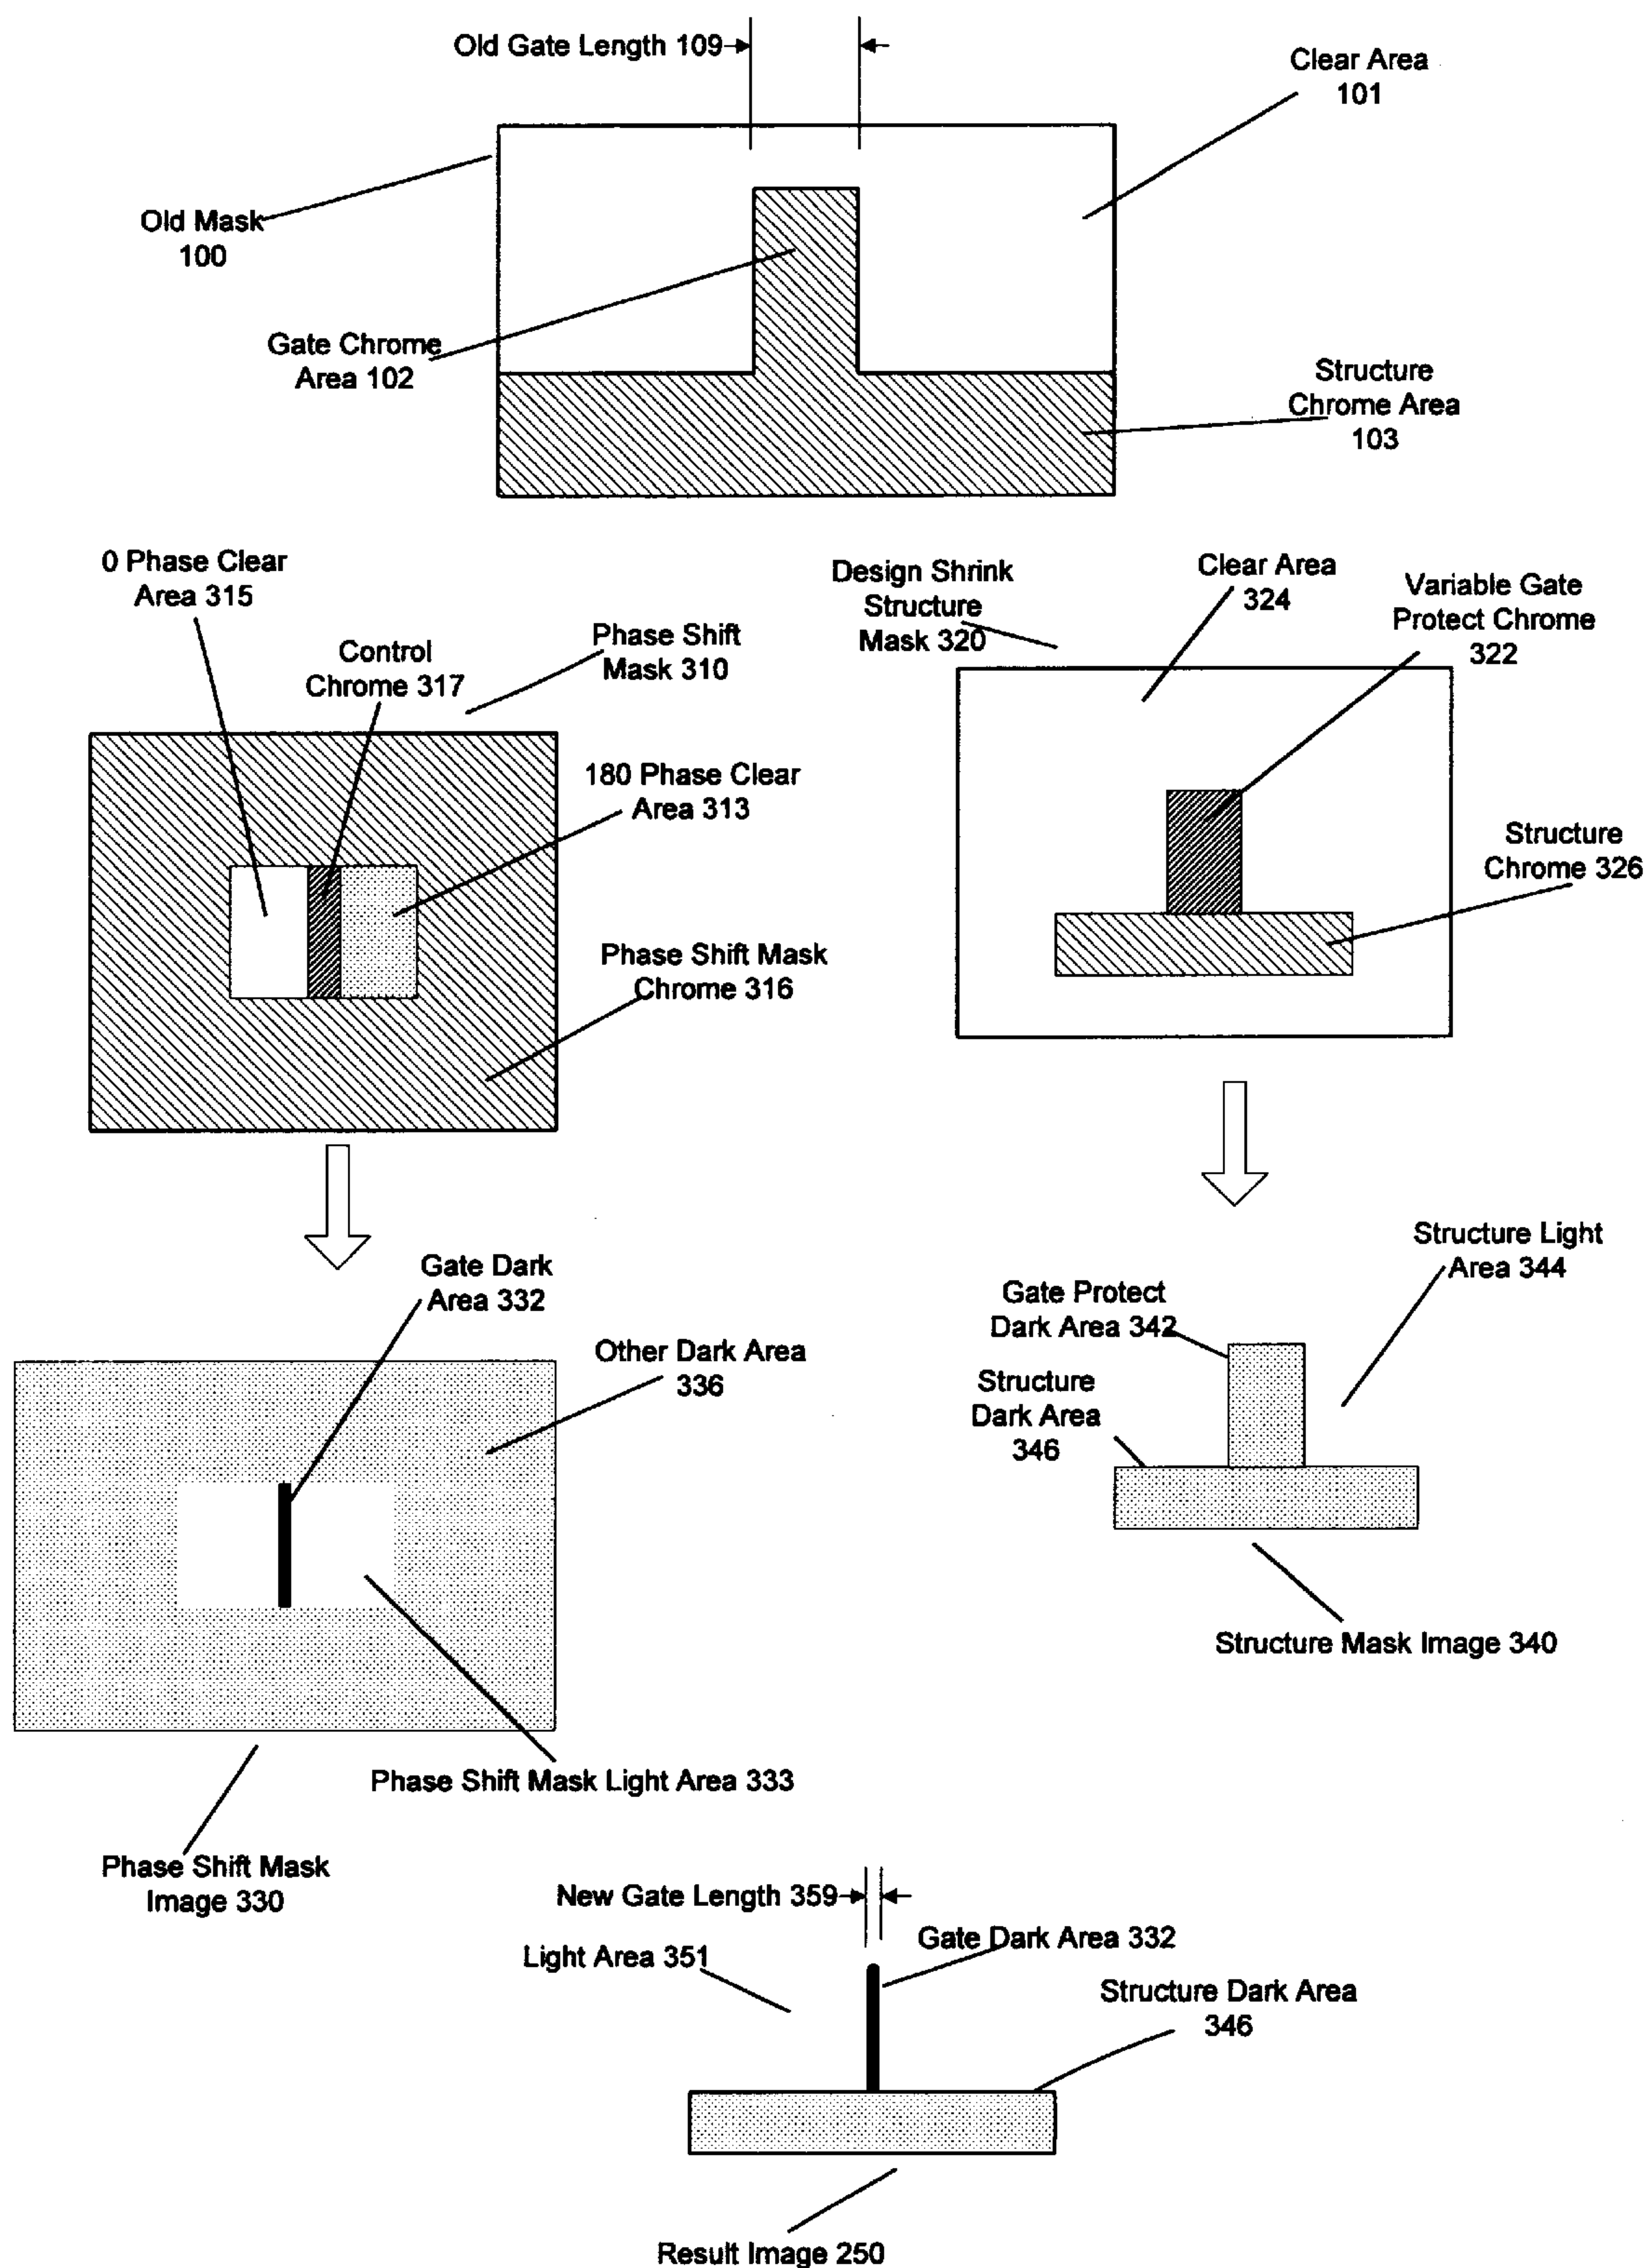 Old Gate Length 109
Clear Area
101
Old Mask
100
Gate Chrome
Area 102
Structure
Chrome Area
103
0 Phase Clear
Area 315
Control
Chrome 317
Phase Shift
Mask 310
180 Phase Clear
Area 313
Phase Shift Mask
Chrome 316
Design Shrink
Structure
Mask 320
Clear Area
324
Variable Gate
Protect Chrome
322
Structure
Chrome 326
Gate Dark
Area 332
Other Dark Area
336
Phase Shift Mask Light Area 333
Phase Shift Mask
Image 330
Structure Light
Area 344
Gate Protect
Dark Area 342
Structure
Dark Area
346
Structure Mask Image 340
New Gate Length 359
Light Area 351
Gate Dark Area 332
Structure Dark Area
346
Result Image 250